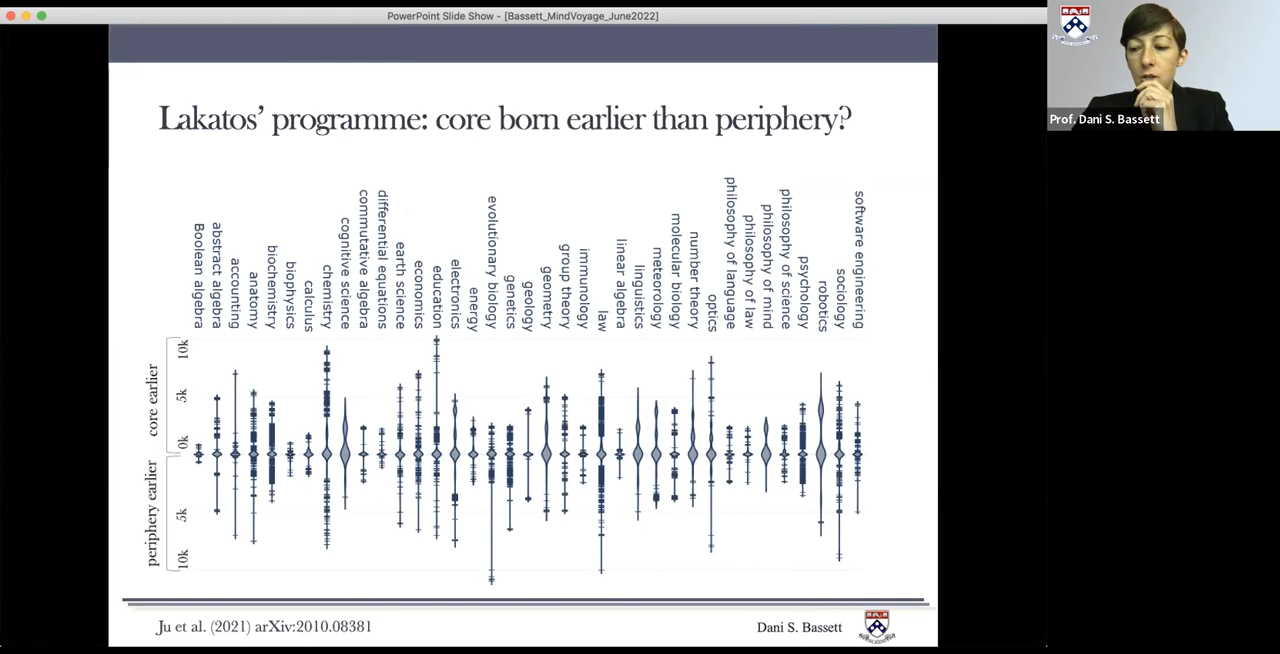 PowerPoint Slide Show - [Bassett_MindVoyage_June2022]
Prof. Dani S. Bassett
Lakatos' programme: core born earlier than periphery?
Boolean algebra
abstract algebra
accounting
anatomy
biochemistry
biophysics
calculus
chemistry
cognitive science
commutative algebra
differential equations
earth science
economics
education
electronics
energy
evolutionary biology
genetics
geology
geometry
group theory
immunology
law
linear algebra
linguistics
meteorology
molecular biology
number theory
optics
philosophy of language
philosophy of law
philosophy of mind
philosophy of science
psychology
robotics
sociology
software engineering
core earlier
periphery earlier
10k
5k
0k
5k
10k
Ju et al. (2021) arXiv:2010.08381
Dani S. Bassett